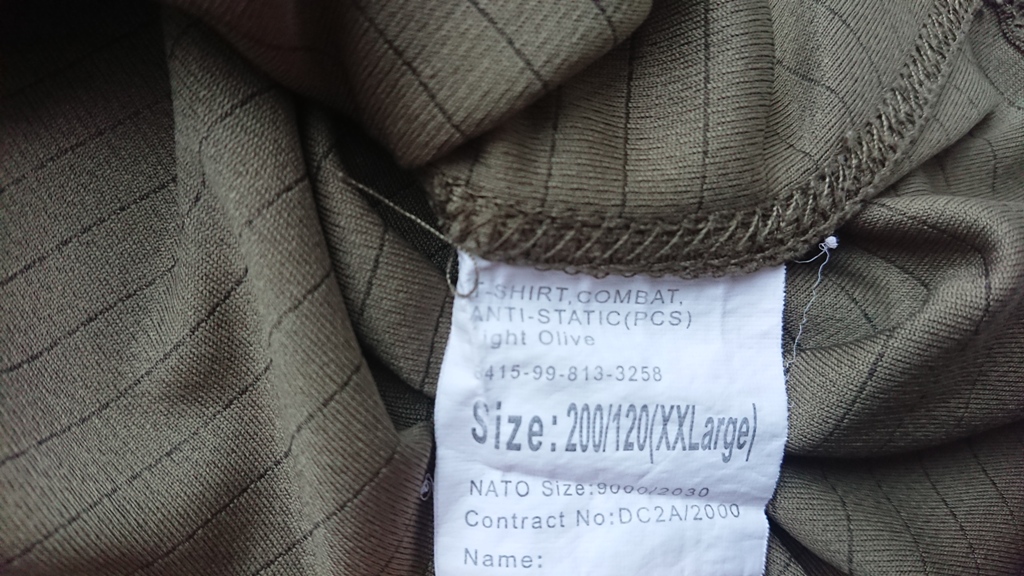 T-SHIRT, COMBAT,
ANTI-STATIC(PCS)
Light Olive
8415-99-813-3258
Size: 200/120(XXLarge)
NATO Size:9000/2030
Contract No:DC2A/2000
Name: